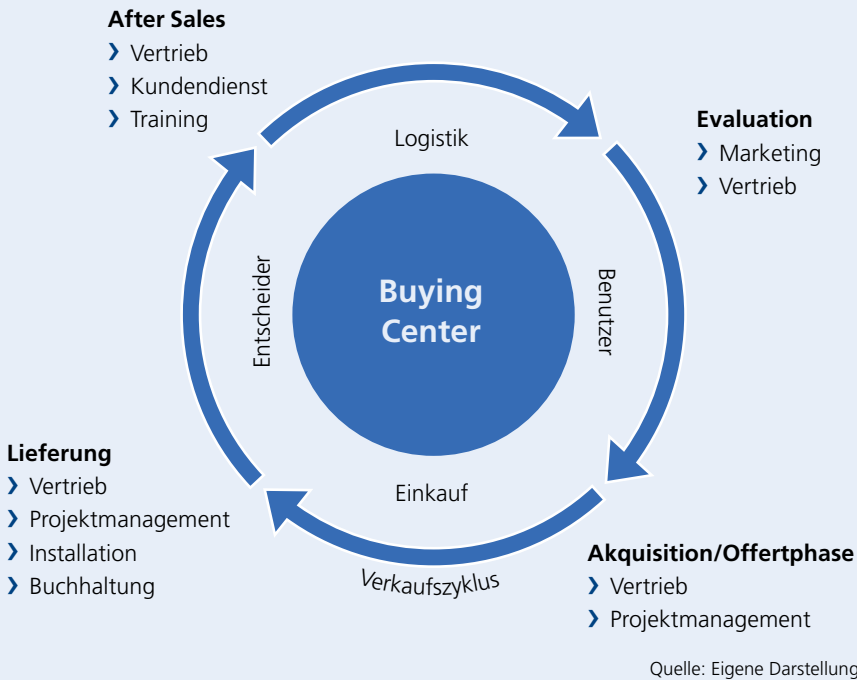 After Sales
› Vertrieb
› Kundendienst
› Training
Evaluation
› Marketing
› Vertrieb
Logistik
Entscheider
Buying
Center
Benutzer
Einkauf
Verkaufszyklus
Lieferung
› Vertrieb
› Projektmanagement
› Installation
› Buchhaltung
Akquisition/Offertphase
› Vertrieb
› Projektmanagement
Quelle: Eigene Darstellung